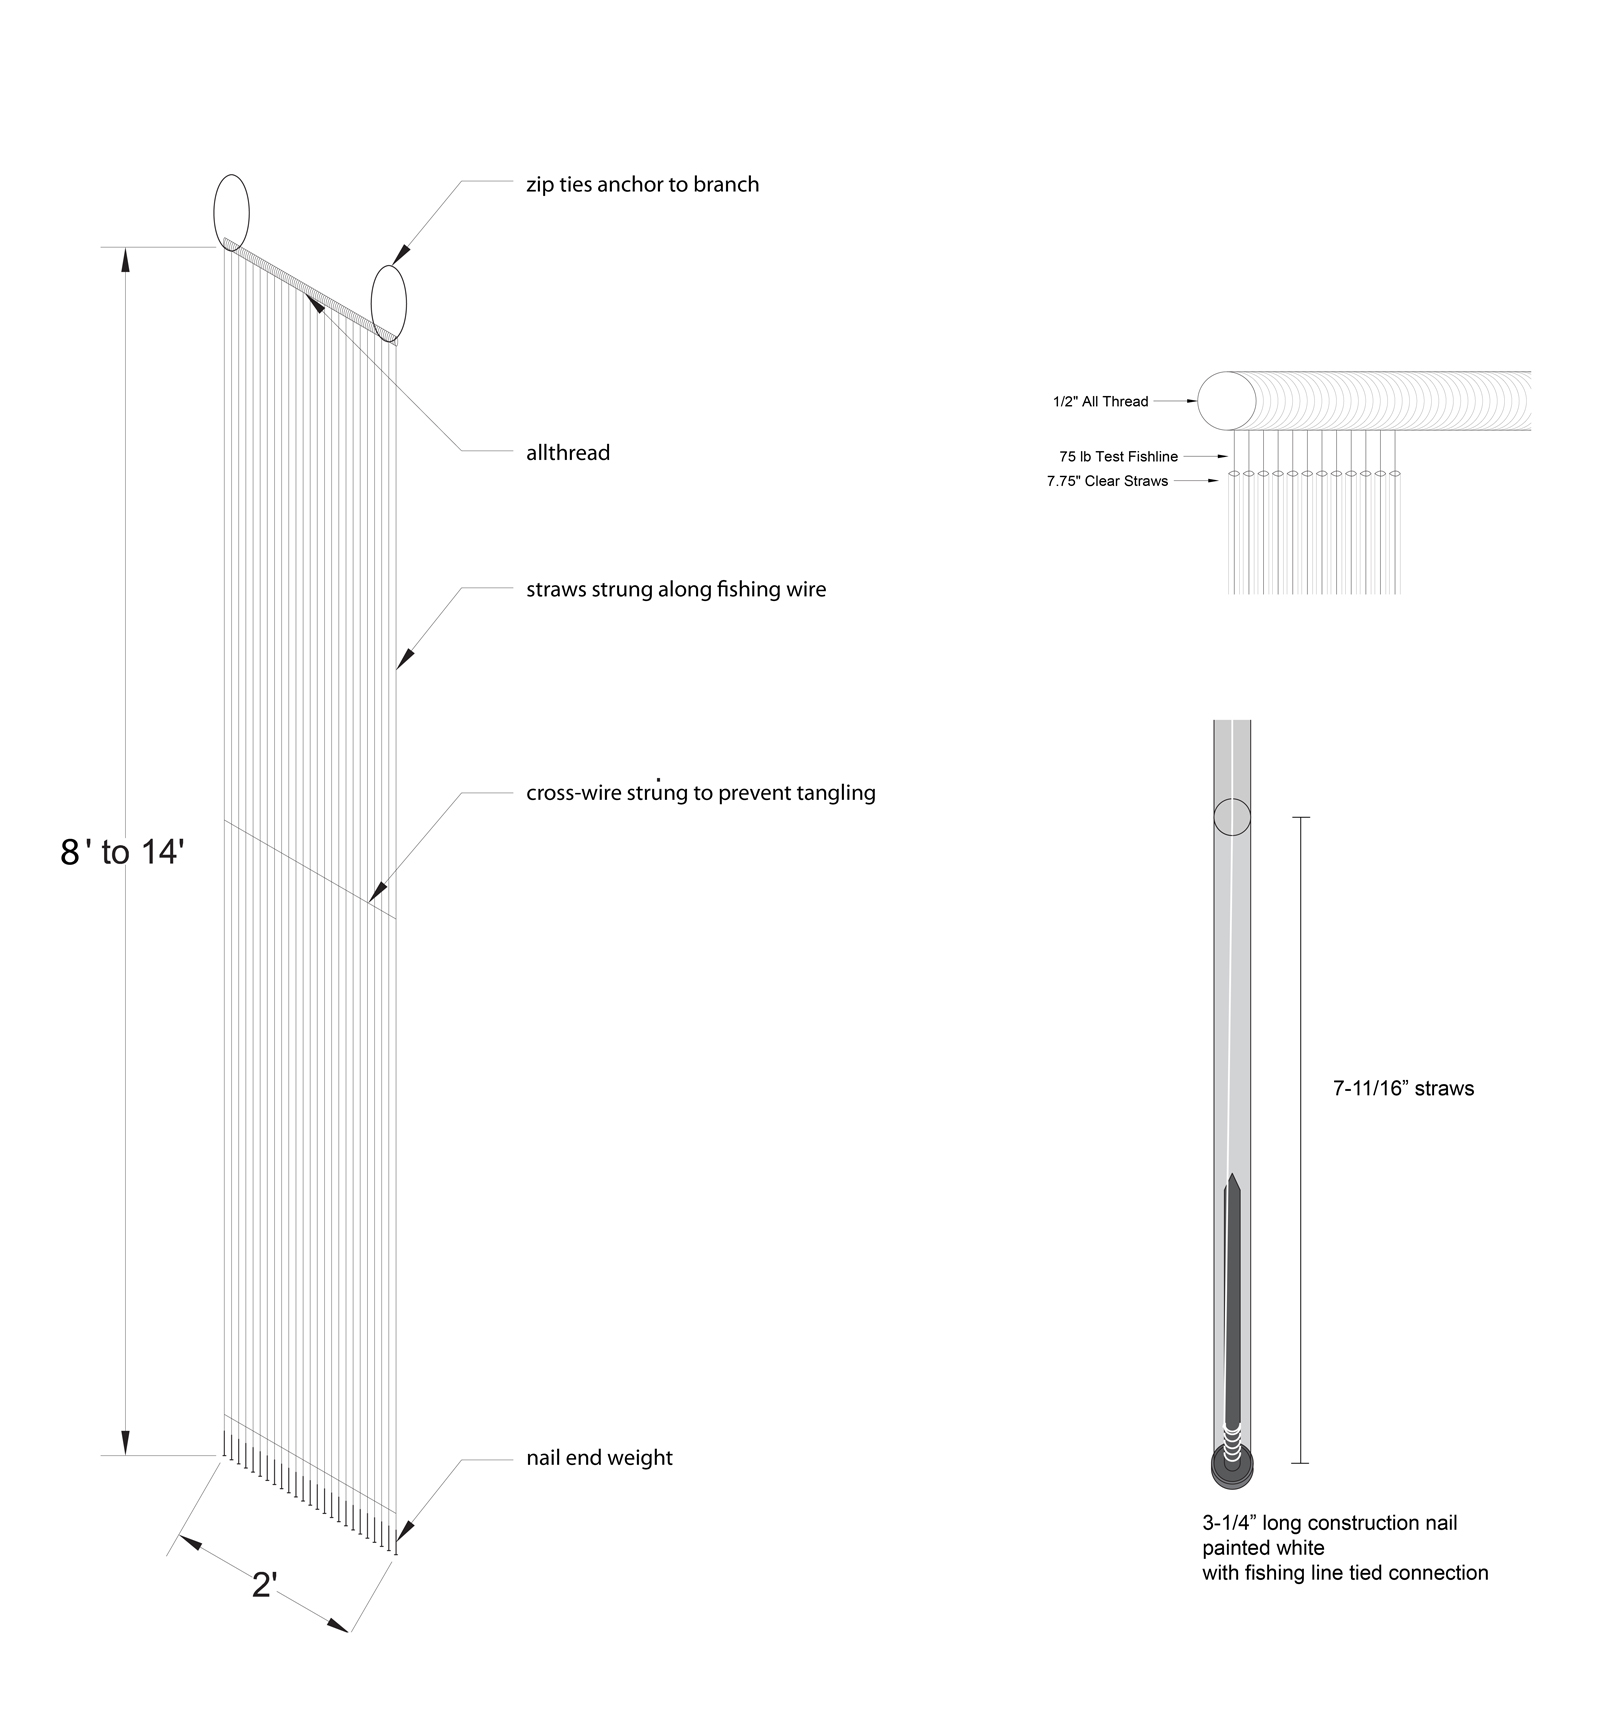 zip ties anchor to branch
allthread
straws strung along fishing wire
cross-wire strung to prevent tangling
8' to 14'
nail end weight
2'
1/2" All Thread
75 lb Test Fishline
7.75" Clear Straws
7-11/16” straws
3-1/4” long construction nail
painted white
with fishing line tied connection